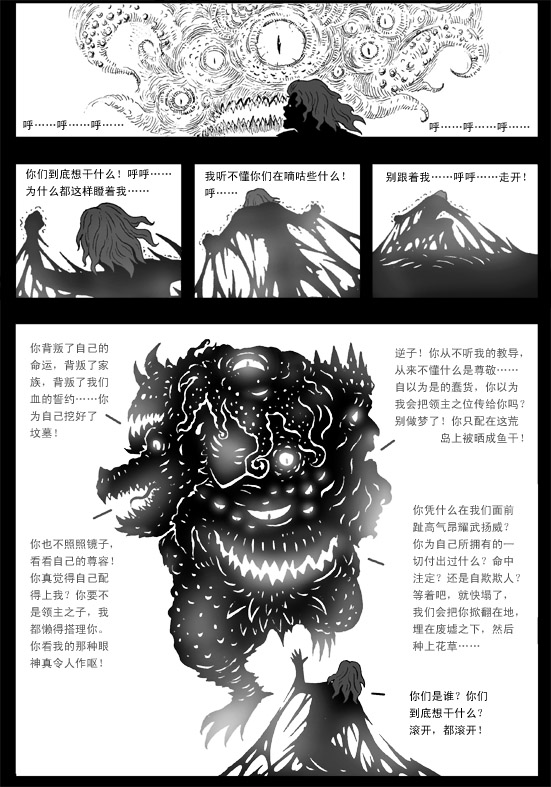 呼……呼……呼……
呼……呼……呼……
你们到底想干什么！呼呼……
为什么都这样瞪着我……
我听不懂你们在嘀咕些什么！
呼……
别跟着我……呼呼……走开！
你背叛了自己的
命运，背叛了家
族，背叛了我们
血的誓约……你
为自己挖好了
坟墓！
逆子！你从不听我的教导，
从来不懂什么是尊敬……
自以为是的蠢货，你以为
我会把领主之位传给你吗？
别做梦了！你只配在这荒
岛上被晒成鱼干！
你也不照照镜子，
看看自己的尊容！
你真觉得自己配
得上我？你要不
是领主之子，我
都懒得搭理你。
你看我的那种眼
神真令人作呕！
你凭什么在我们面前
趾高气昂耀武扬威？
你为自己所拥有的一
切付出过什么？命中
注定？还是自欺欺人？
等着吧，就快塌了，
我们会把你掀翻在地，
埋在废墟之下，然后
种上花草……
你们是谁？你们
到底想干什么？
滚开，都滚开！